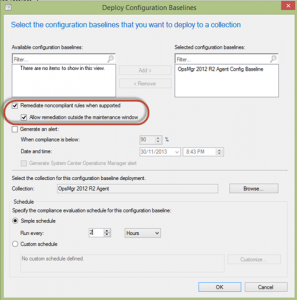 Deploy Configuration Baselines
Select the configuration baselines that you want to deploy to a collection
Available configuration baselines:
Selected configuration baselines:
Filter...
Filter...
There are no items to show in this view.
OpsMgr 2012 R2 Agent Config Baseline
Add >
< Remove
Remediate noncompliant rules when supported
Allow remediation outside the maintenance window
Generate an alert:
When compliance is below:
90
%
Date and time:
30/11/2013
6:43 PM
Generate System Center Operations Manager alert
Select the collection for this configuration baseline deployment.
Collection:
OpsMgr 2012 R2 Agent
Browse...
Schedule
Specify the compliance evaluation schedule for this configuration baseline:
Simple schedule
Run every:
2
Hours
Custom schedule
No custom schedule defined.
Customize...
OK
Cancel